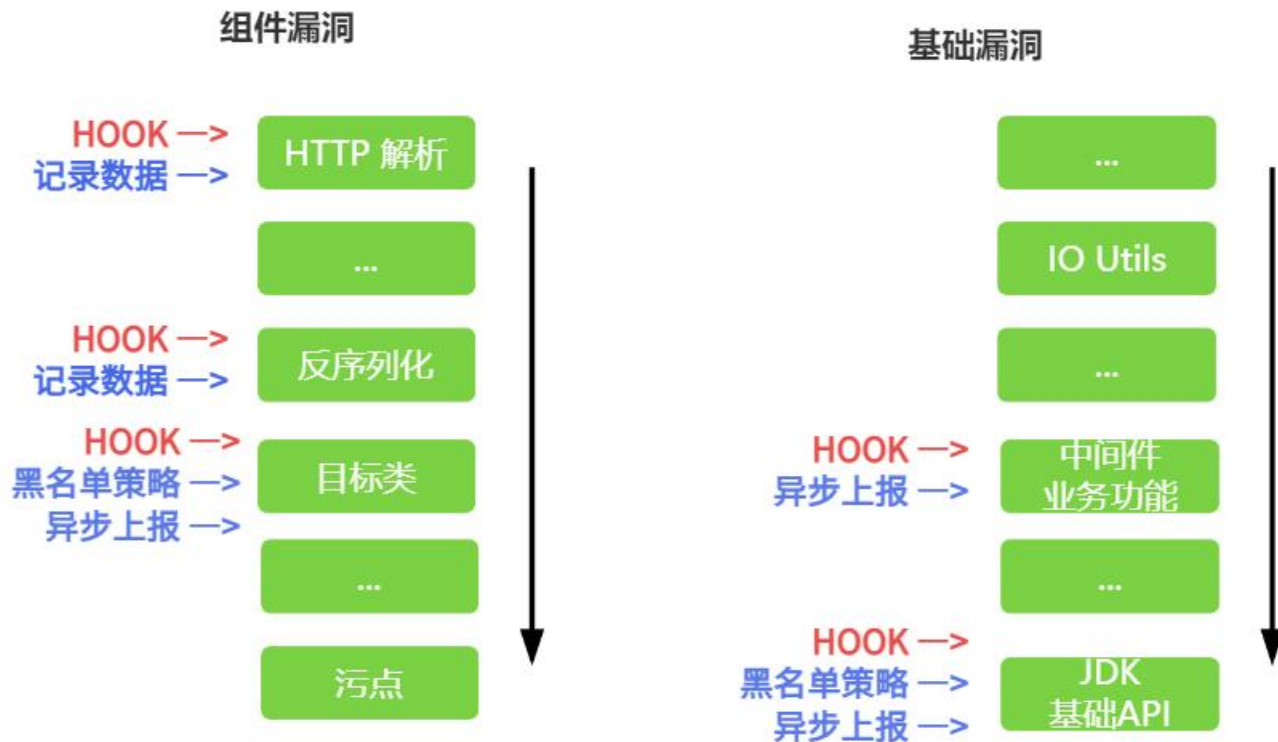 组件漏洞
HOOK —>
记录数据 —>
HTTP 解析
...
HOOK —>
记录数据 —>
反序列化
HOOK —>
黑名单策略 —>
异步上报 —>
目标类
...
污点
基础漏洞
...
IO Utils
...
HOOK —>
异步上报 —>
中间件
业务功能
...
HOOK —>
黑名单策略 —>
异步上报 —>
JDK
基础API